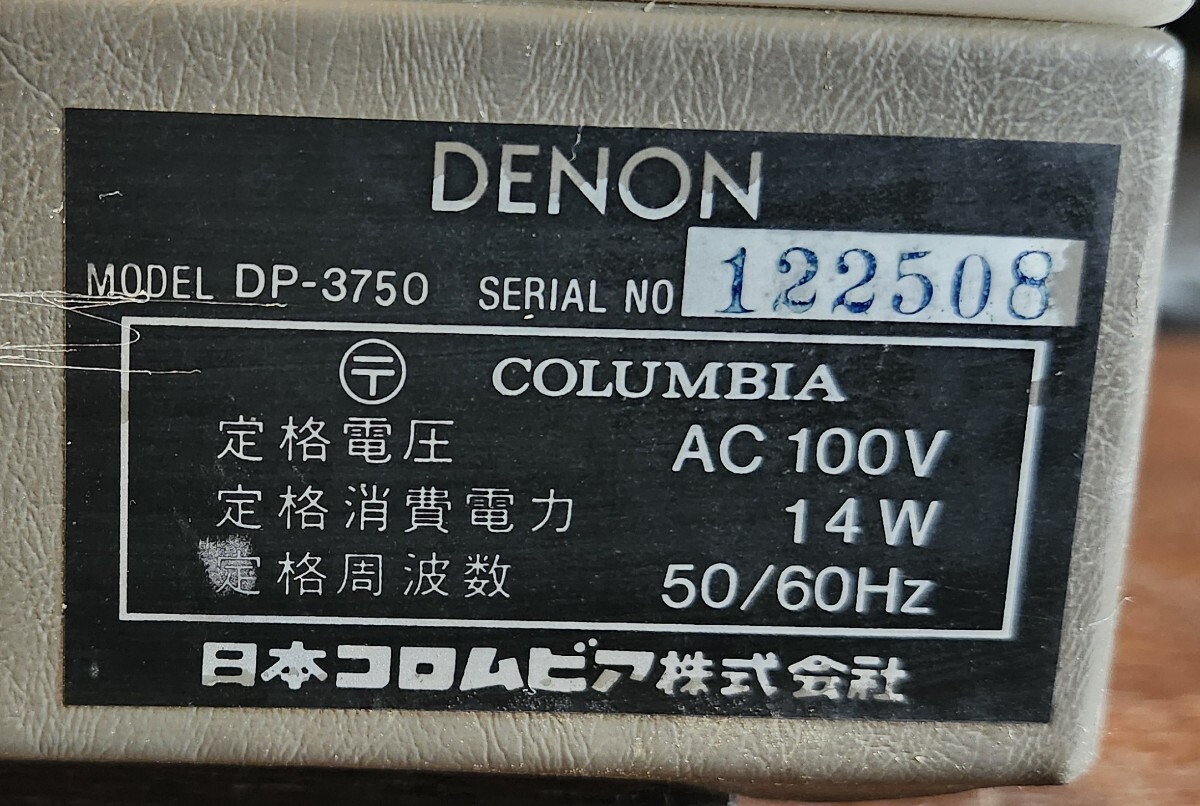 DENON
MODEL DP-3750 SERIAL NO 122508
〶 COLUMBIA
定格電圧 AC 100V
定格消費電力 14W
定格周波数 50/60Hz
日本コロムビア株式会社